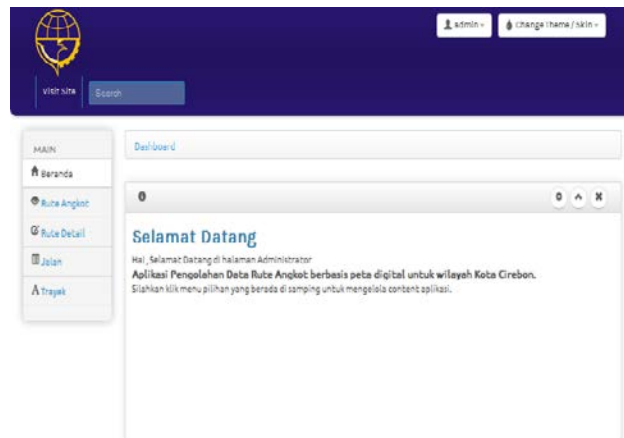 admin
Change Theme / Skin
Visit Site
Search
MAIN
Beranda
Rute Angkot
Rute Detail
Jalan
Trayek
Dashboard
Selamat Datang
Hai, Selamat Datang di halaman Administrator
Aplikasi Pengolahan Data Rute Angkot berbasis peta digital untuk wilayah Kota Cirebon.
Silahkan klik menu pilihan yang berada di samping untuk mengelola content aplikasi.